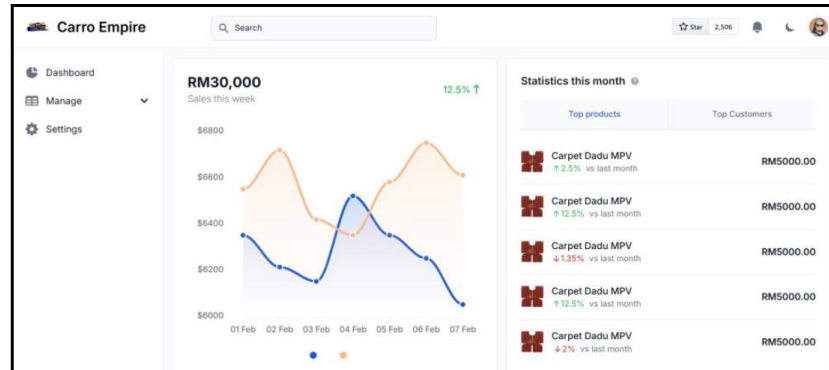 Carro Empire
Search
Star 2,506
Dashboard
Manage
Settings
RM30,000
Sales this week
12.5% ↑
$6800
$6600
$6400
$6200
$6000
01 Feb 02 Feb 03 Feb 04 Feb 05 Feb 06 Feb 07 Feb
Statistics this month
Top products Top Customers
Carpet Dadu MPV
↑ 2.5% vs last month
RM5000.00
Carpet Dadu MPV
↑ 12.5% vs last month
RM5000.00
Carpet Dadu MPV
↓ 1.35% vs last month
RM5000.00
Carpet Dadu MPV
↑ 12.5% vs last month
RM5000.00
Carpet Dadu MPV
↓ 2% vs last month
RM5000.00